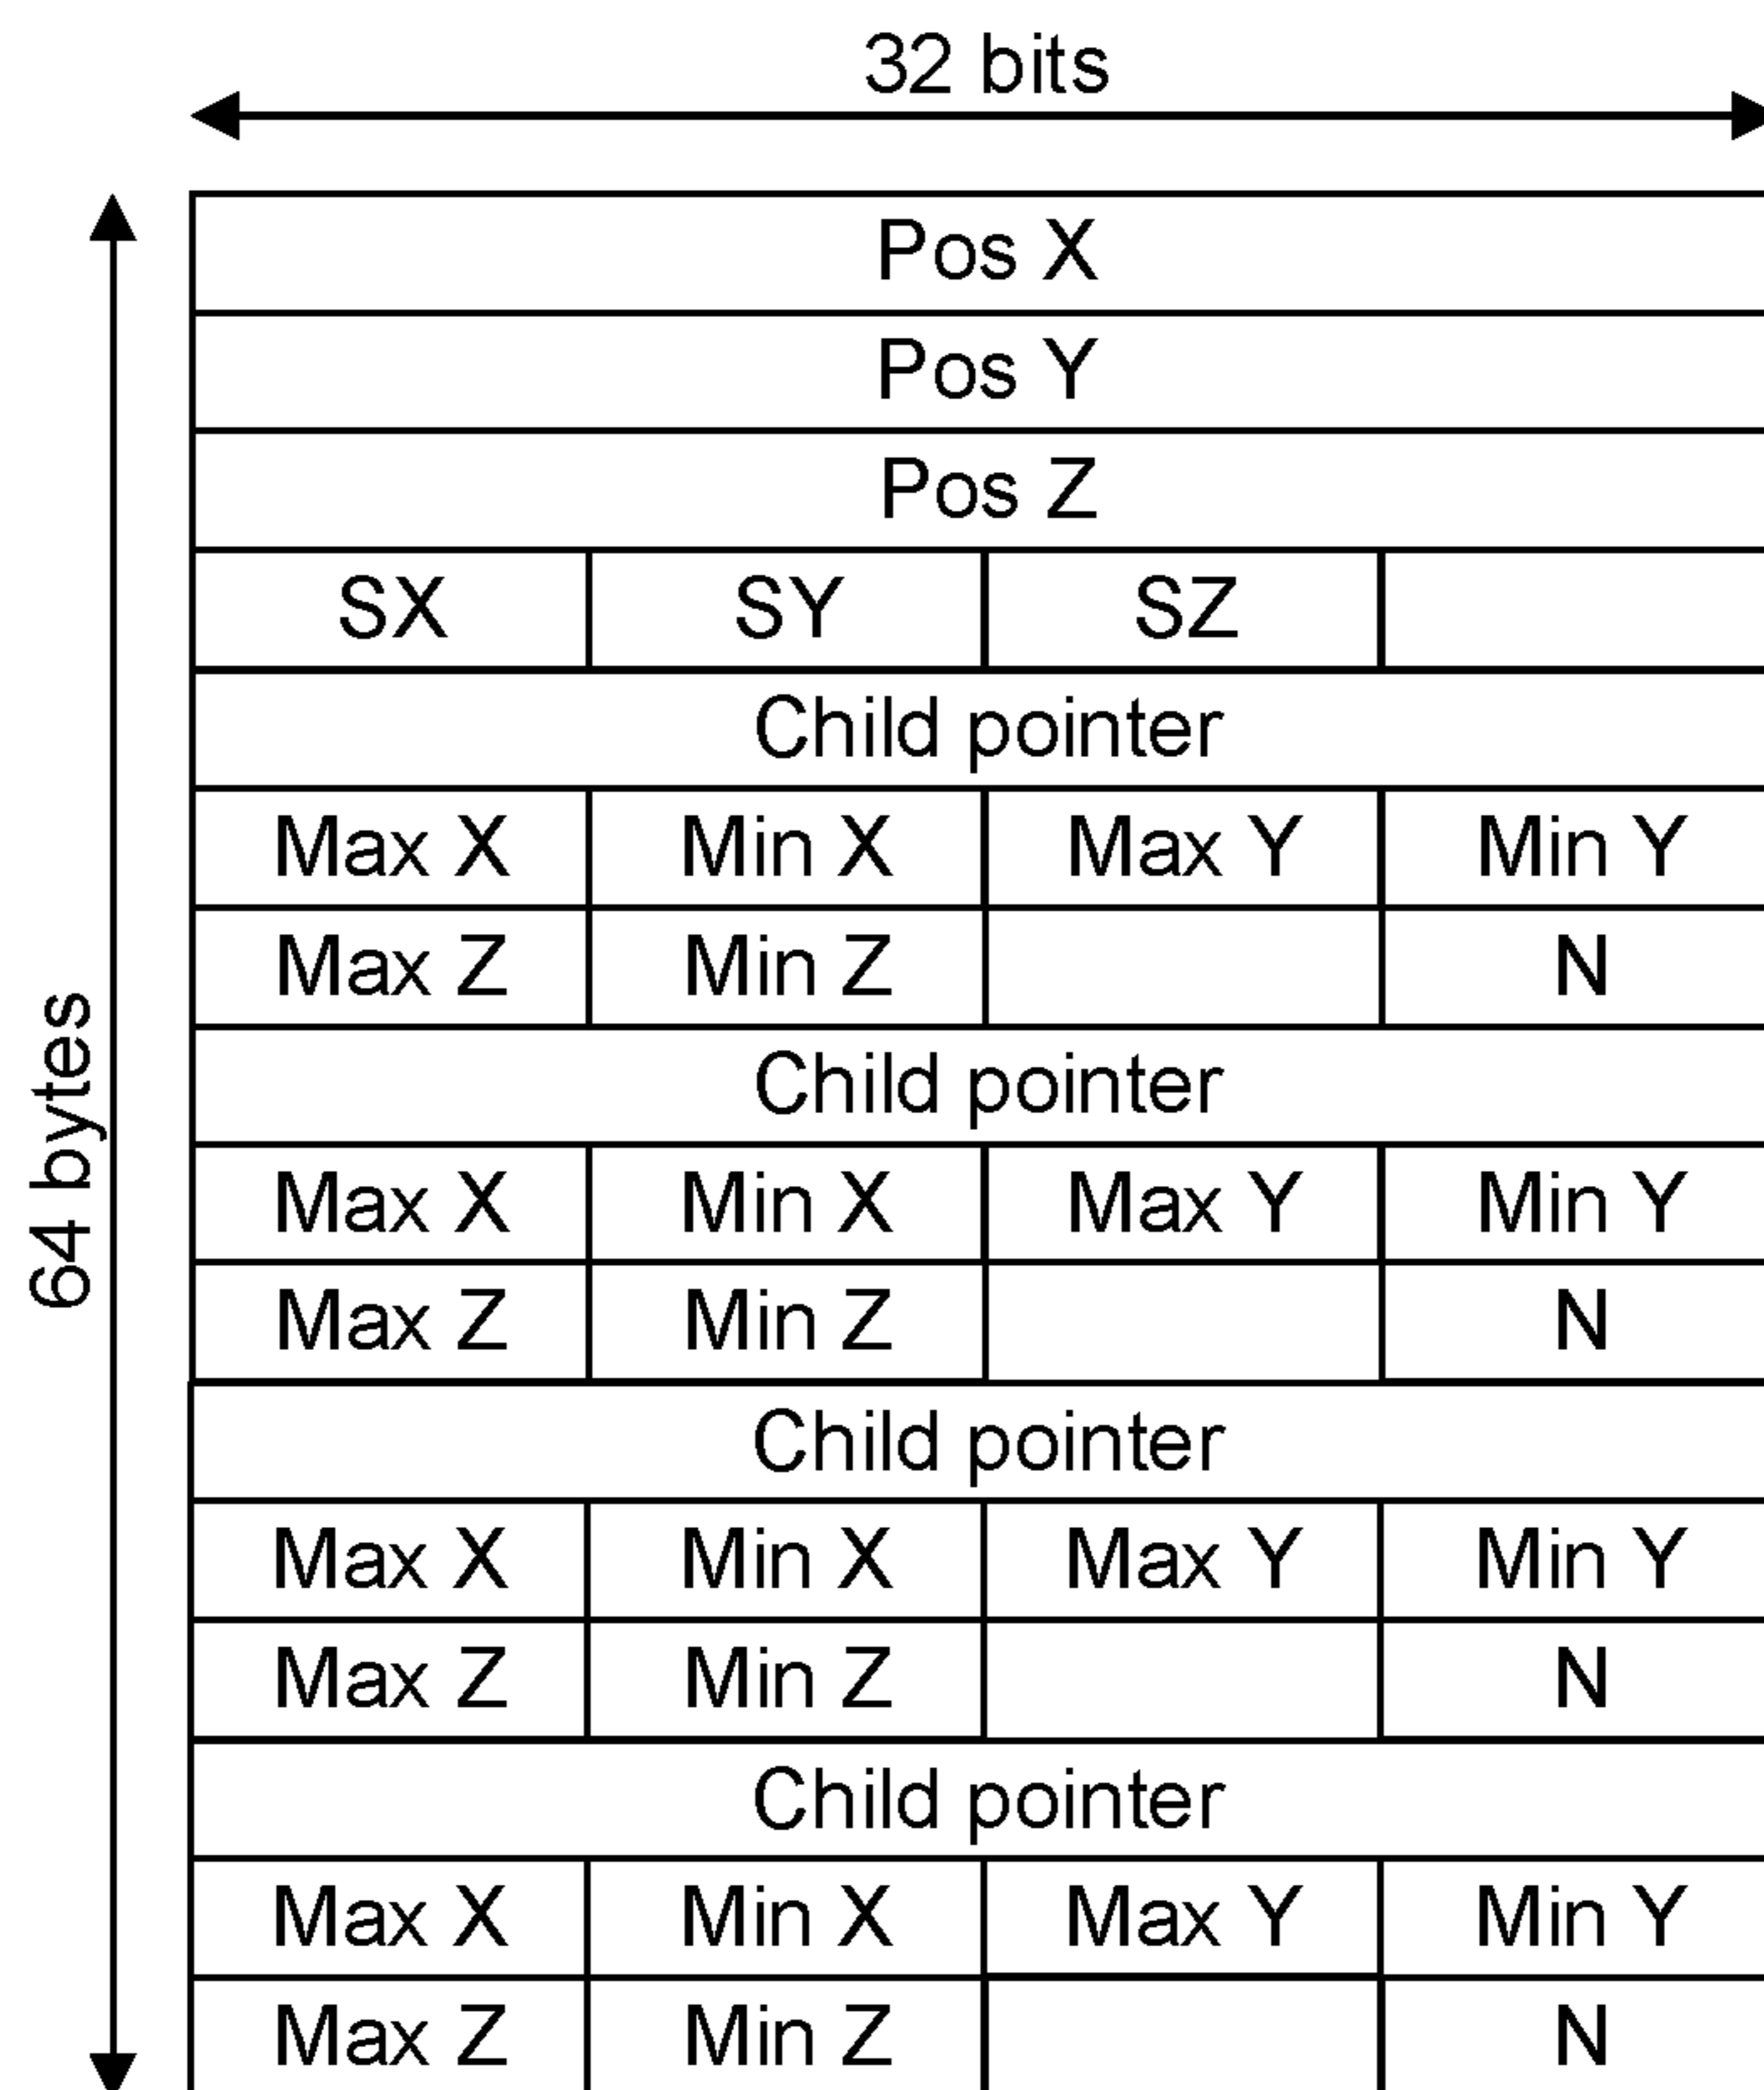 32 bits
64 bytes
Pos X
Pos Y
Pos Z
SX SY SZ
Child pointer
Max X Min X Max Y Min Y
Max Z Min Z N
Child pointer
Max X Min X Max Y Min Y
Max Z Min Z N
Child pointer
Max X Min X Max Y Min Y
Max Z Min Z N
Child pointer
Max X Min X Max Y Min Y
Max Z Min Z N